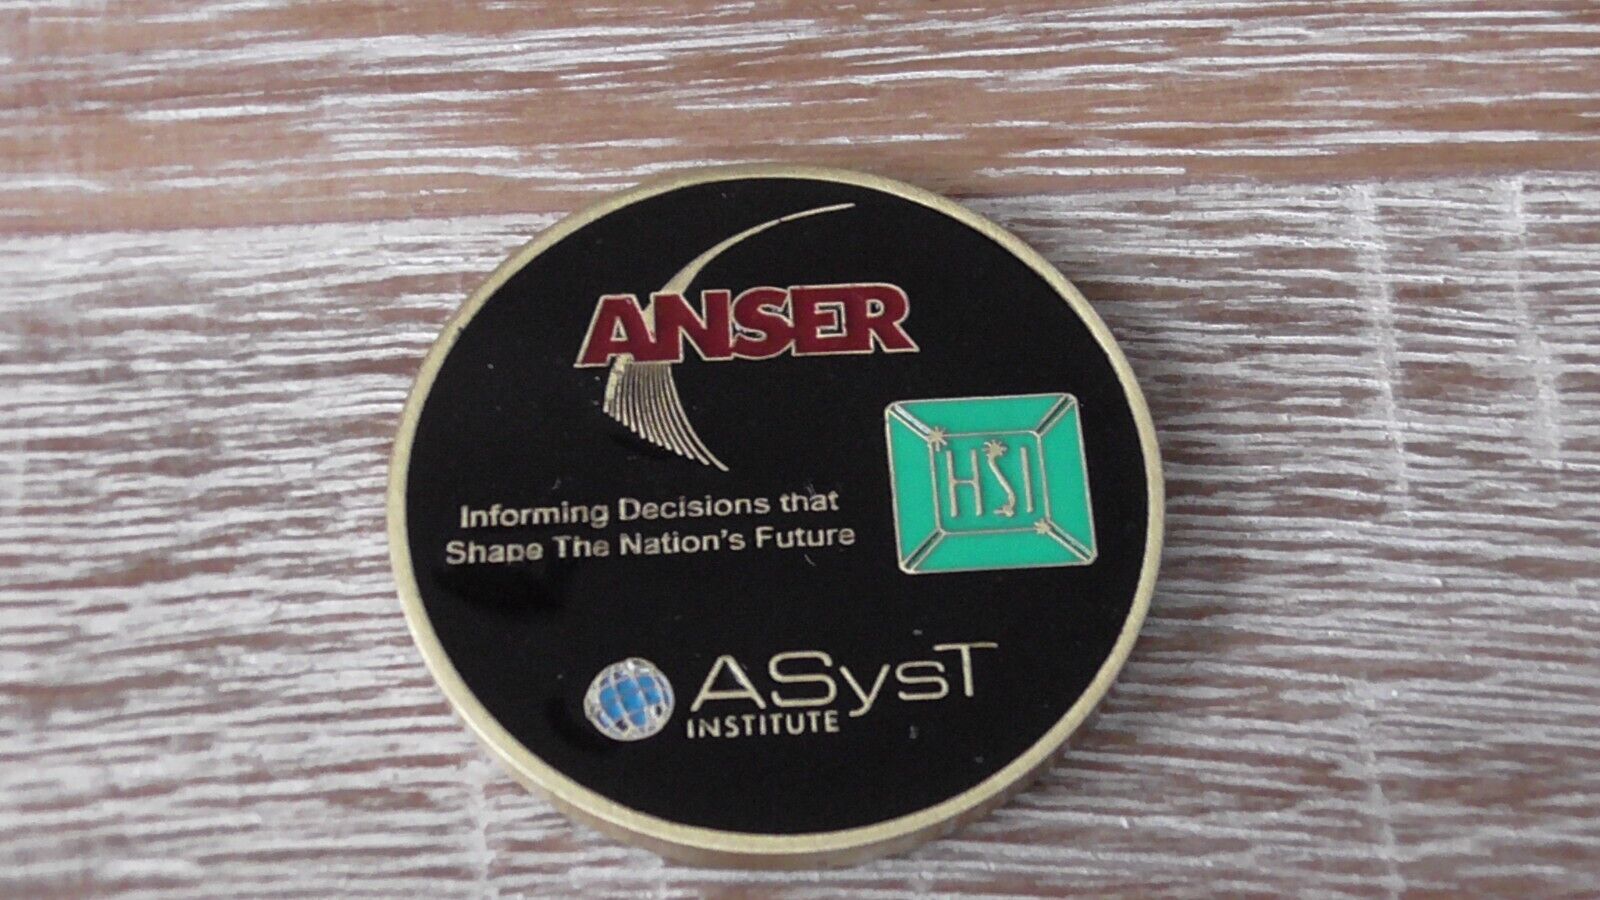 ANSER
HSI
Informing Decisions that
Shape The Nation's Future
ASysT
INSTITUTE